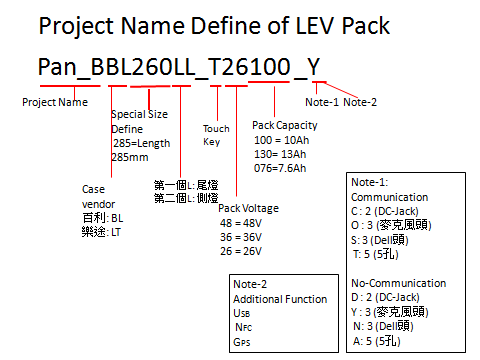 Project Name Define of LEV Pack
Pan_BBL260LL_T26100_Y
Project Name
Special Size
Define
285=Length
285mm
Touch
Key
Pack Capacity
100 = 10Ah
130= 13Ah
076=7.6Ah
Note-1 Note-2
Case
vendor
百利: BL
樂途: LT
第一個L: 尾燈
第二個L: 側燈
Pack Voltage
48 = 48V
36 = 36V
26 = 26V
Note-1:
Communication
C : 2 (DC-Jack)
O : 3 (麥克風頭)
S: 3 (Dell頭)
T: 5 (5孔)
No-Communication
D : 2 (DC-Jack)
Y : 3 (麥克風頭)
N: 3 (Dell頭)
A: 5 (5孔)
Note-2
Additional Function
USB
NFC
GPS